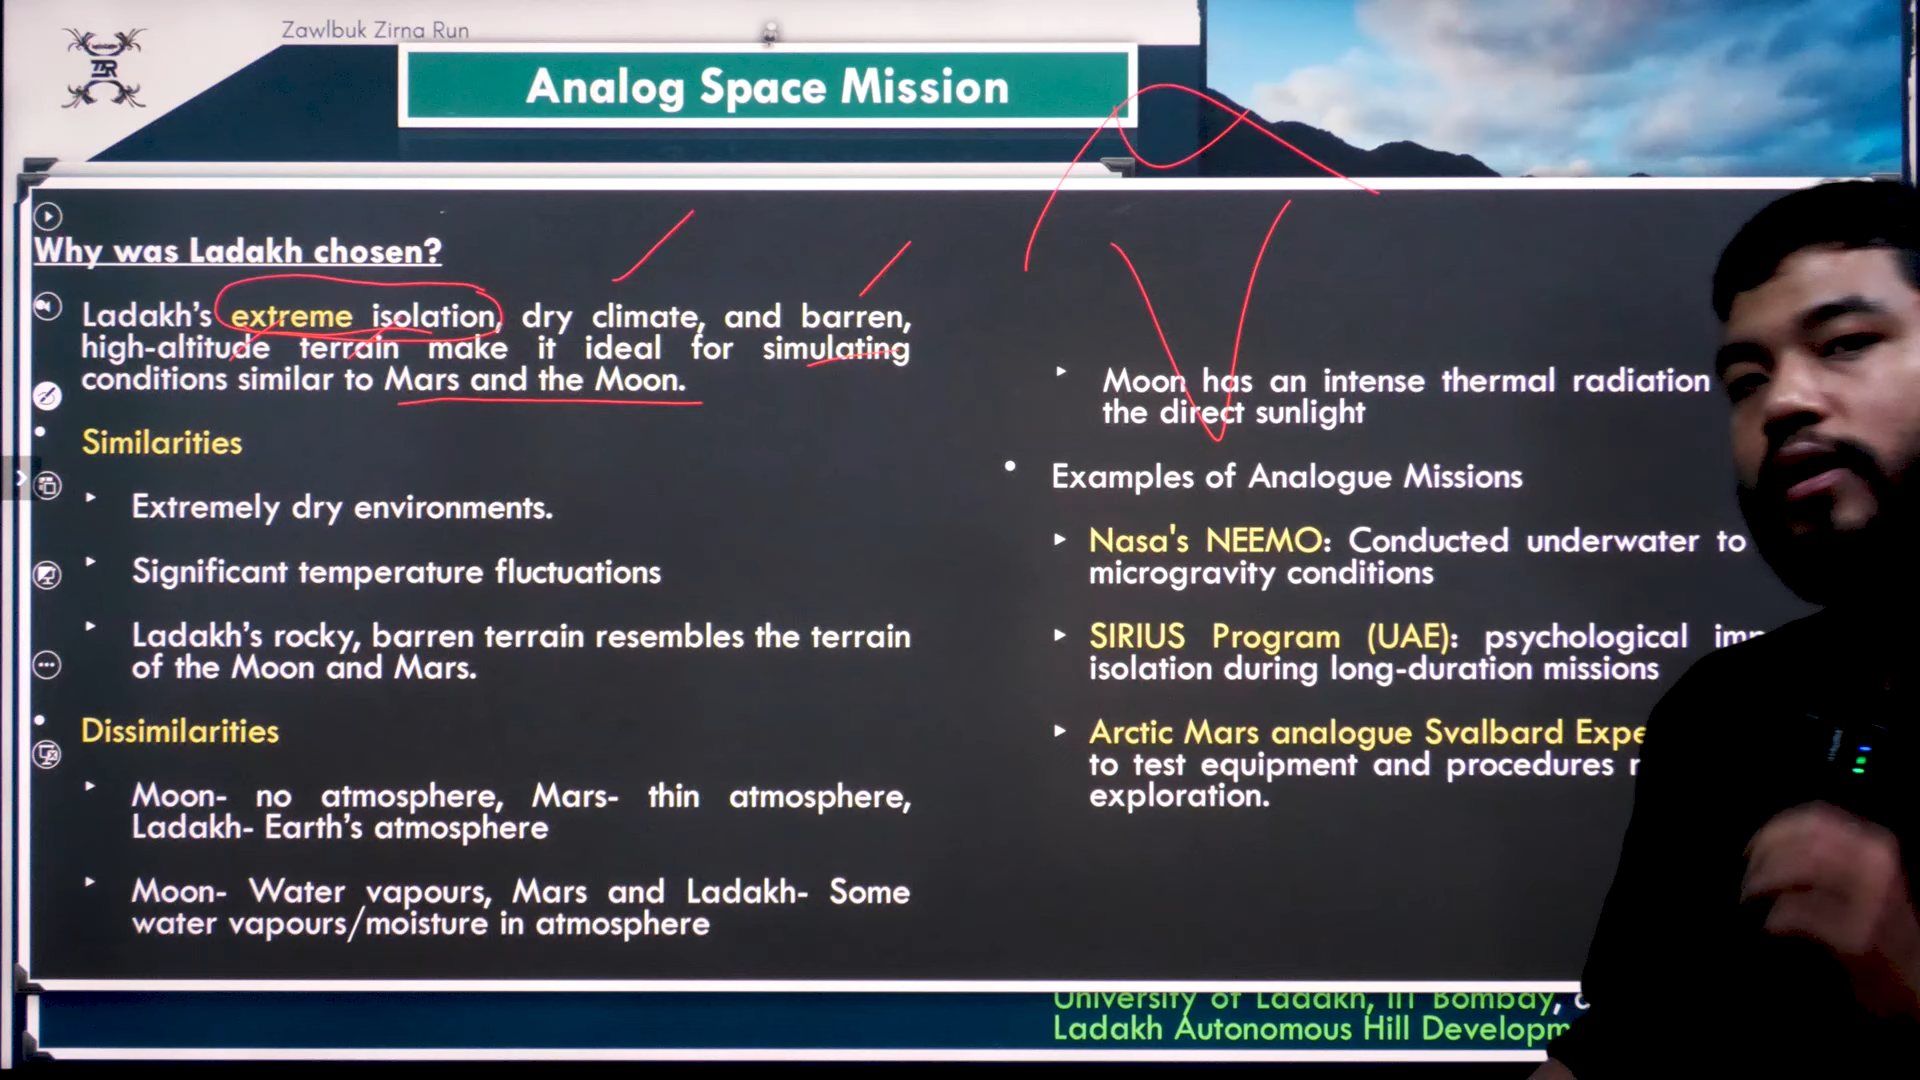 Zawlbuk Zirna Run
ZZR
Analog Space Mission
Why was Ladakh chosen?
Ladakh's extreme isolation, dry climate, and barren,
high-altitude terrain make it ideal for simulating
conditions similar to Mars and the Moon.
Similarities
Extremely dry environments.
Significant temperature fluctuations
Ladakh's rocky, barren terrain resembles the terrain
of the Moon and Mars.
Dissimilarities
Moon- no atmosphere, Mars- thin atmosphere,
Ladakh- Earth's atmosphere
Moon- Water vapours, Mars and Ladakh- Some
water vapours/moisture in atmosphere
Moon has an intense thermal radiation
the direct sunlight
Examples of Analogue Missions
Nasa's NEEMO: Conducted underwater to
microgravity conditions
SIRIUS Program (UAE): psychological
isolation during long-duration missions
Arctic Mars analogue Svalbard
to test equipment and procedures
exploration.
University of Ladakh, IIT Bombay,
Ladakh Autonomous Hill